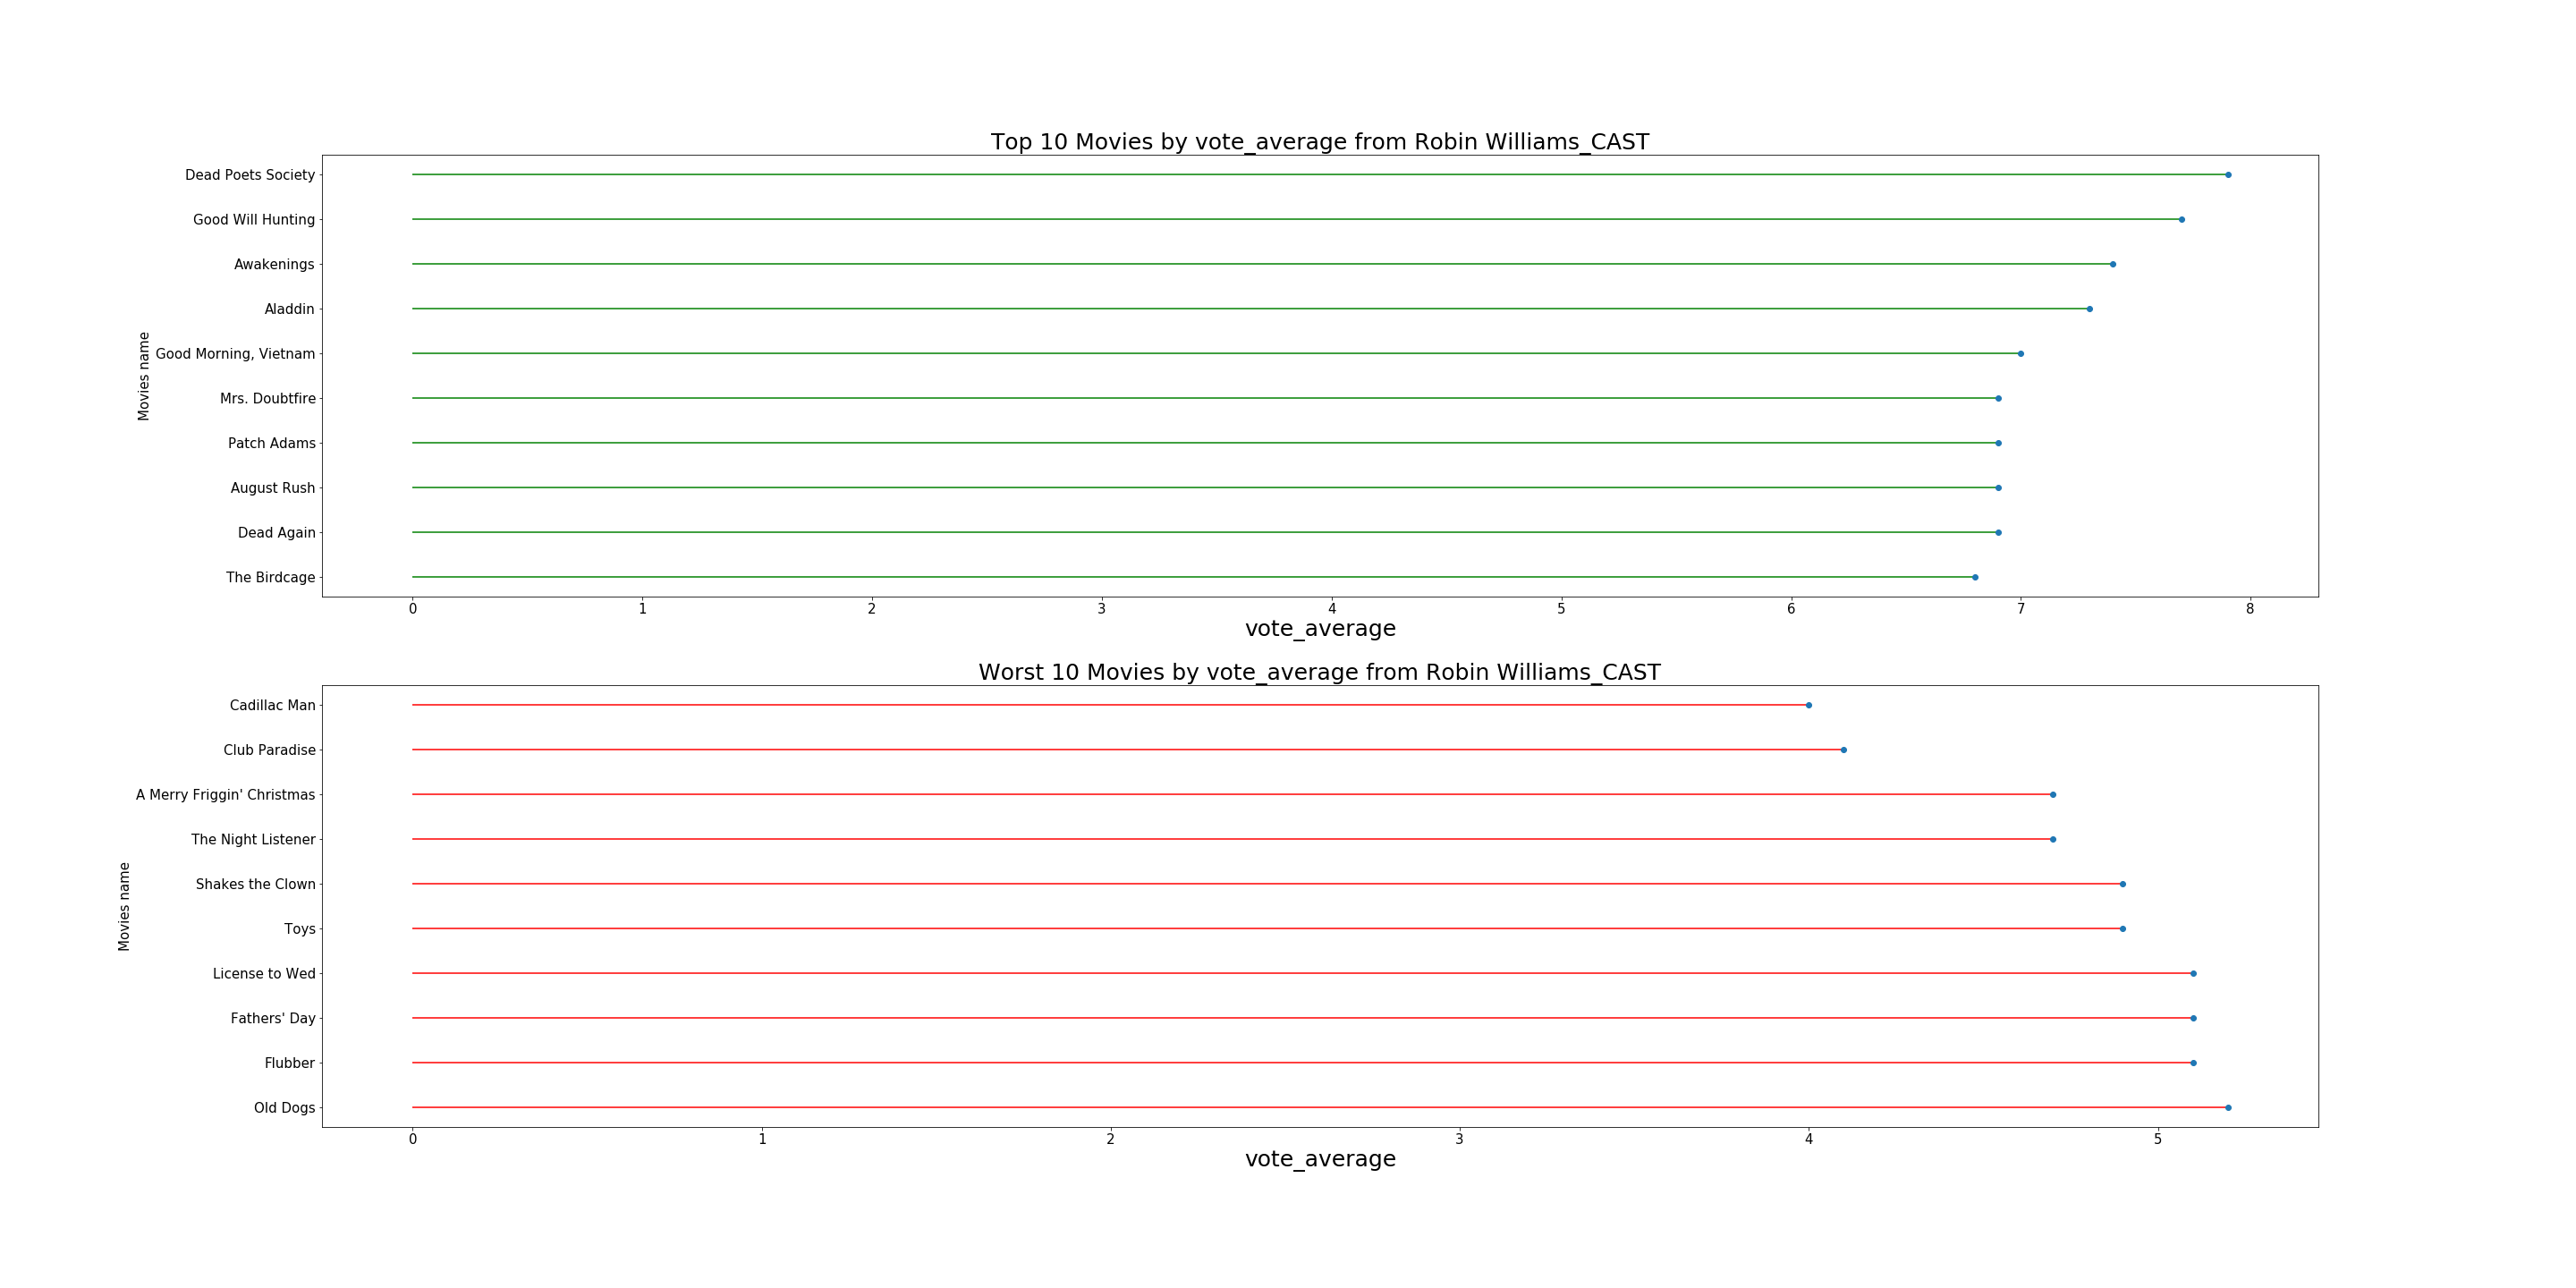 Top 10 Movies by vote_average from Robin Williams_CAST
Movies name
Dead Poets Society
Good Will Hunting
Awakenings
Aladdin
Good Morning, Vietnam
Mrs. Doubtfire
Patch Adams
August Rush
Dead Again
The Birdcage
0 1 2 3 4 5 6 7 8
vote_average
Worst 10 Movies by vote_average from Robin Williams_CAST
Movies name
Cadillac Man
Club Paradise
A Merry Friggin' Christmas
The Night Listener
Shakes the Clown
Toys
License to Wed
Fathers' Day
Flubber
Old Dogs
0 1 2 3 4 5
vote_average